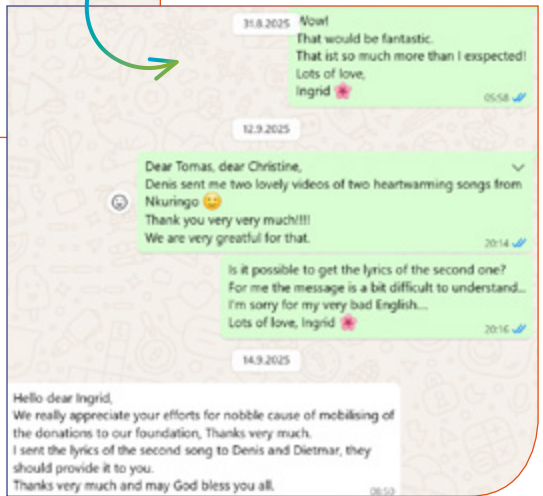 31.8.2025
Wow!
That would be fantastic.
That ist so much more than I exspected!
Lots of love,
Ingrid 🌸
05:58
12.9.2025
Dear Tomas, dear Christine,
Denis sent me two lovely videos of two heartwarming songs from
Nkuringo 😊
Thank you very very much!!!!
We are very greatful for that.
20:14
Is it possible to get the lyrics of the second one?
For me the message is a bit difficult to understand...
I'm sorry for my very bad English...
Lots of love, Ingrid 🌸
20:16
14.9.2025
Hello dear Ingrid,
We really appreciate your efforts for nobble cause of mobilising of
the donations to our foundation, Thanks very much.
I sent the lyrics of the second song to Denis and Dietmar, they
should provide it to you.
Thanks very much and may God bless you all.
08:50